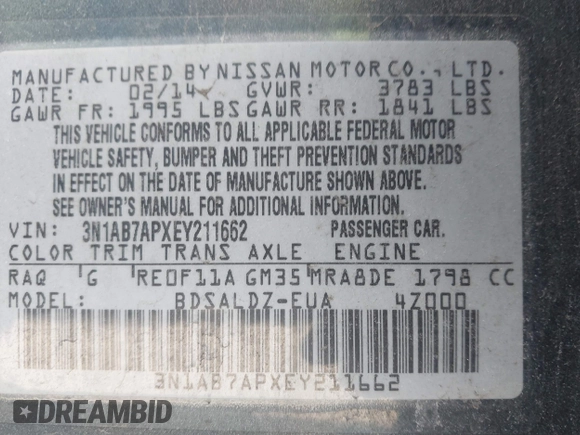 MANUFACTURED BY NISSAN MOTOR CO., LTD.
DATE: 02/14 GVWR: 3783 LBS
GAWR FR: 1995 LBS GAWR RR: 1841 LBS
THIS VEHICLE CONFORMS TO ALL APPLICABLE FEDERAL MOTOR
VEHICLE SAFETY, BUMPER AND THEFT PREVENTION STANDARDS
IN EFFECT ON THE DATE OF MANUFACTURE SHOWN ABOVE.
SEE OWNER'S MANUAL FOR ADDITIONAL INFORMATION.
VIN: 3N1AB7APXEY211662 PASSENGER CAR.
COLOR TRIM TRANS AXLE ENGINE
RAQ G RE0F11A GM35 MRA8DE 1798 CC
MODEL: BDSALDZ-EUA 4Z000
3N1AB7APXEY211662
DREAMBID